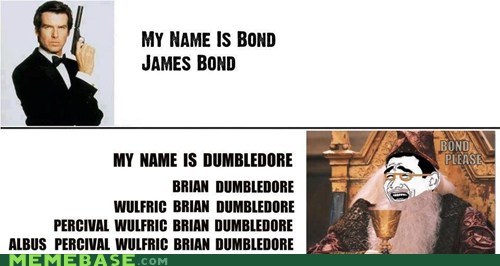 My Name Is Bond
James Bond
MY NAME IS DUMBLEDORE
BRIAN DUMBLEDORE
WULFRIC BRIAN DUMBLEDORE
PERCIVAL WULFRIC BRIAN DUMBLEDORE
ALBUS PERCIVAL WULFRIC BRIAN DUMBLEDORE
BOND
PLEASE
MEMEBASE.com